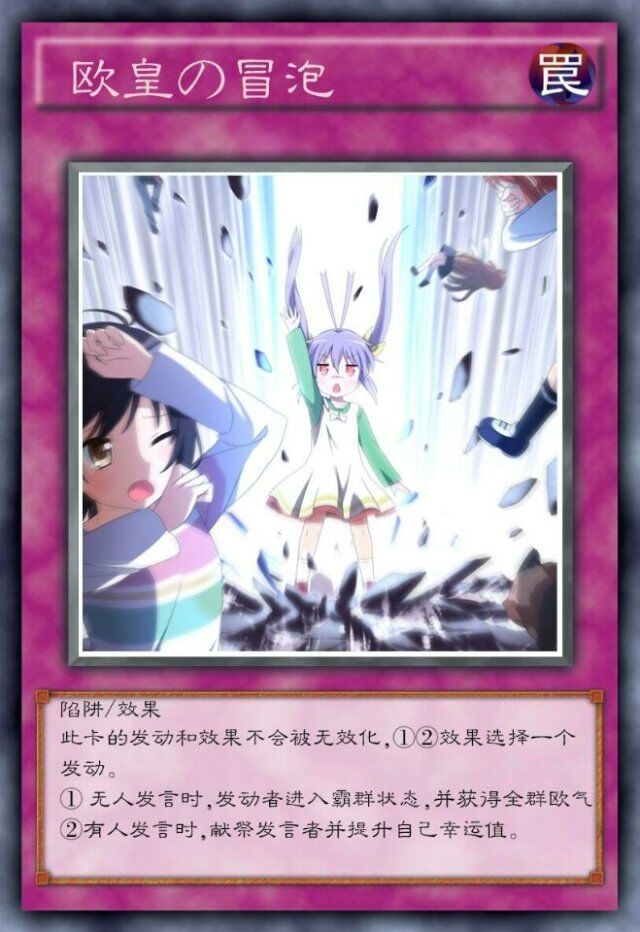 欧皇の冒泡
罠
陷阱/效果
此卡的发动和效果不会被无效化,①②效果选择一个
发动。
① 无人发言时,发动者进入霸群状态,并获得全群欧气
②有人发言时,献祭发言者并提升自己幸运值。